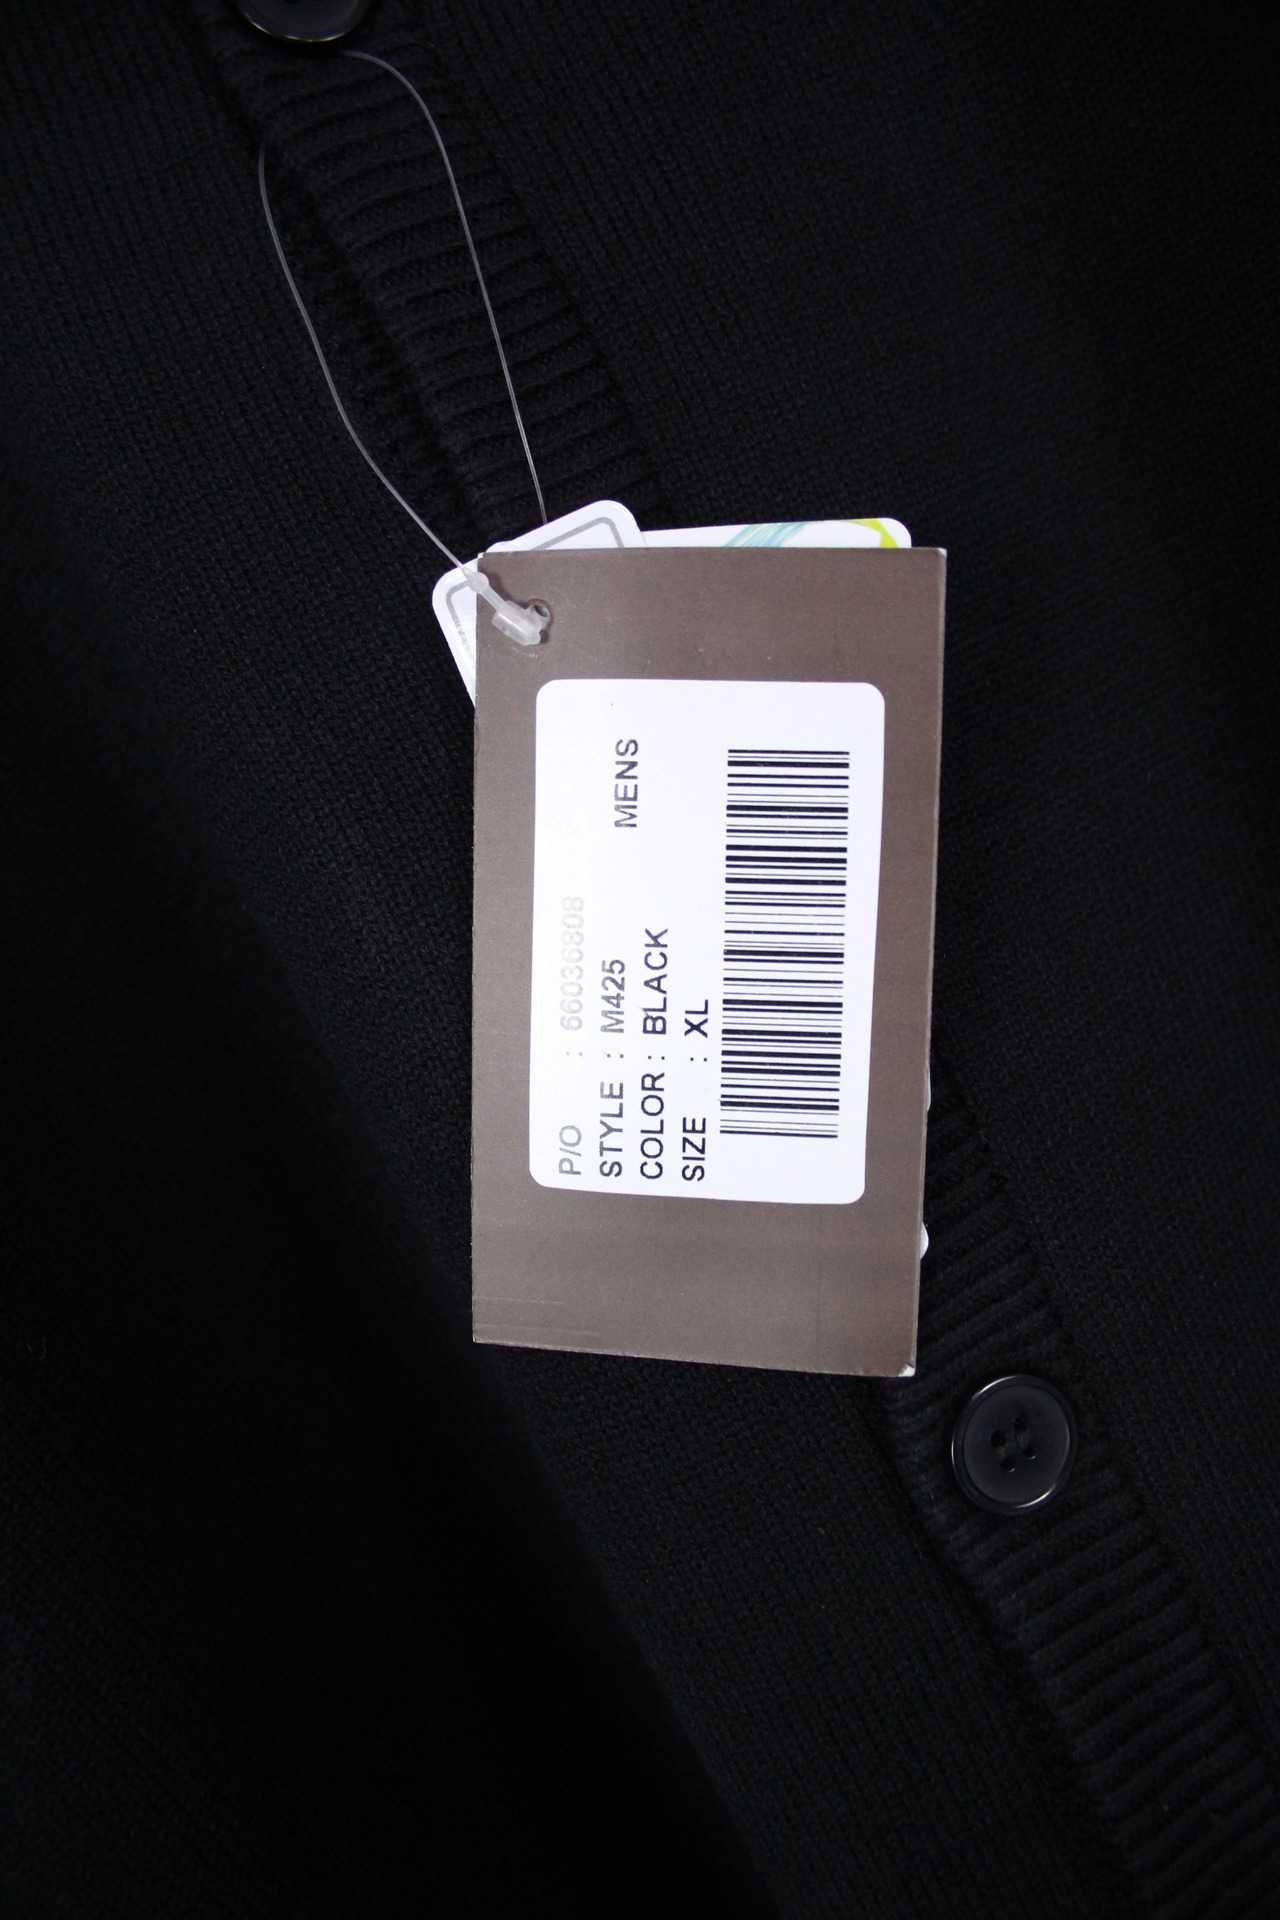 P/O : 66036808
STYLE : M425
MENS
COLOR : BLACK
SIZE : XL